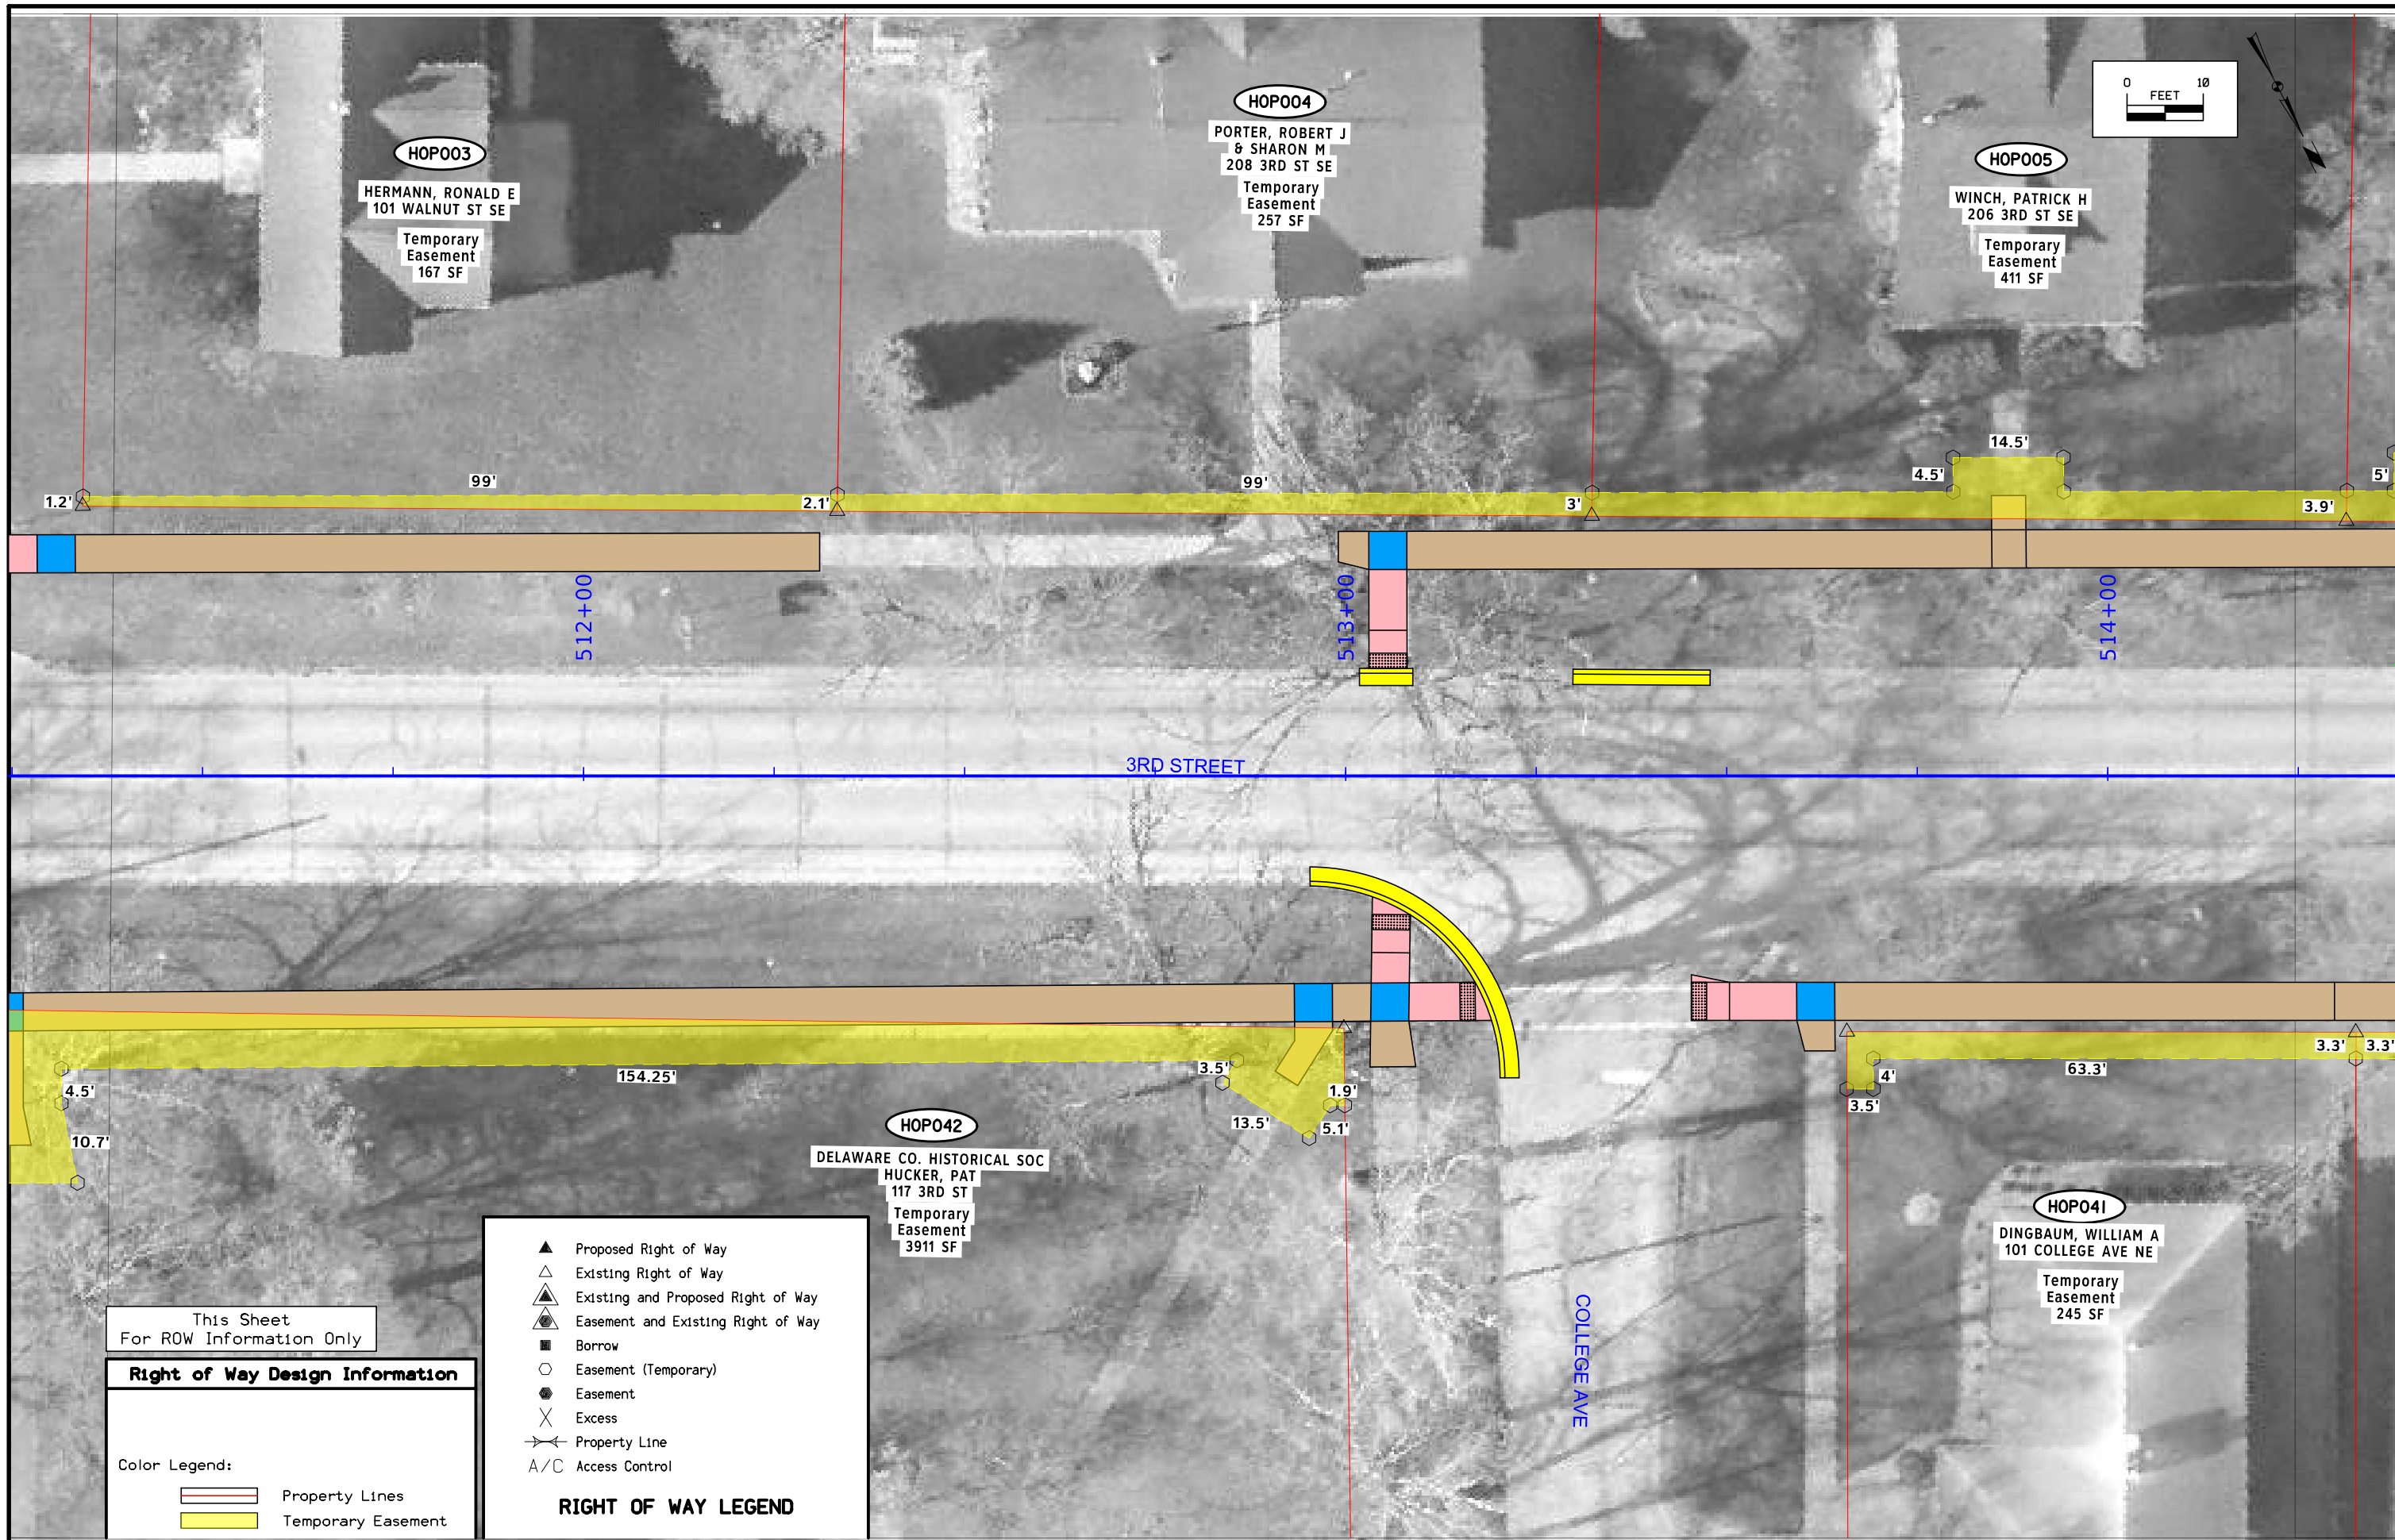 HOP003
HERMANN, RONALD E
101 WALNUT ST SE
Temporary
Easement
167 SF
HOP004
PORTER, ROBERT J
& SHARON M
208 3RD ST SE
Temporary
Easement
257 SF
HOP005
WINCH, PATRICK H
206 3RD ST SE
Temporary
Easement
411 SF
0 10
FEET
1.2'
99'
2.1'
99'
3'
4.5'
14.5'
3.9'
5'
512+00
513+00
514+00
3RD STREET
4.5'
10.7'
154.25'
3.5'
13.5'
5.1'
1.9'
3.5'
4'
63.3'
3.3'
3.3'
HOP042
DELAWARE CO. HISTORICAL SOC
HUCKER, PAT
117 3RD ST
Temporary
Easement
3911 SF
COLLEGE AVE
HOP041
DINGBAUM, WILLIAM A
101 COLLEGE AVE NE
Temporary
Easement
245 SF
This Sheet
For ROW Information Only
Right of Way Design Information
Color Legend:
Property Lines
Temporary Easement
Proposed Right of Way
Existing Right of Way
Existing and Proposed Right of Way
Easement and Existing Right of Way
Borrow
Easement (Temporary)
Easement
Excess
Property Line
A/C Access Control
RIGHT OF WAY LEGEND